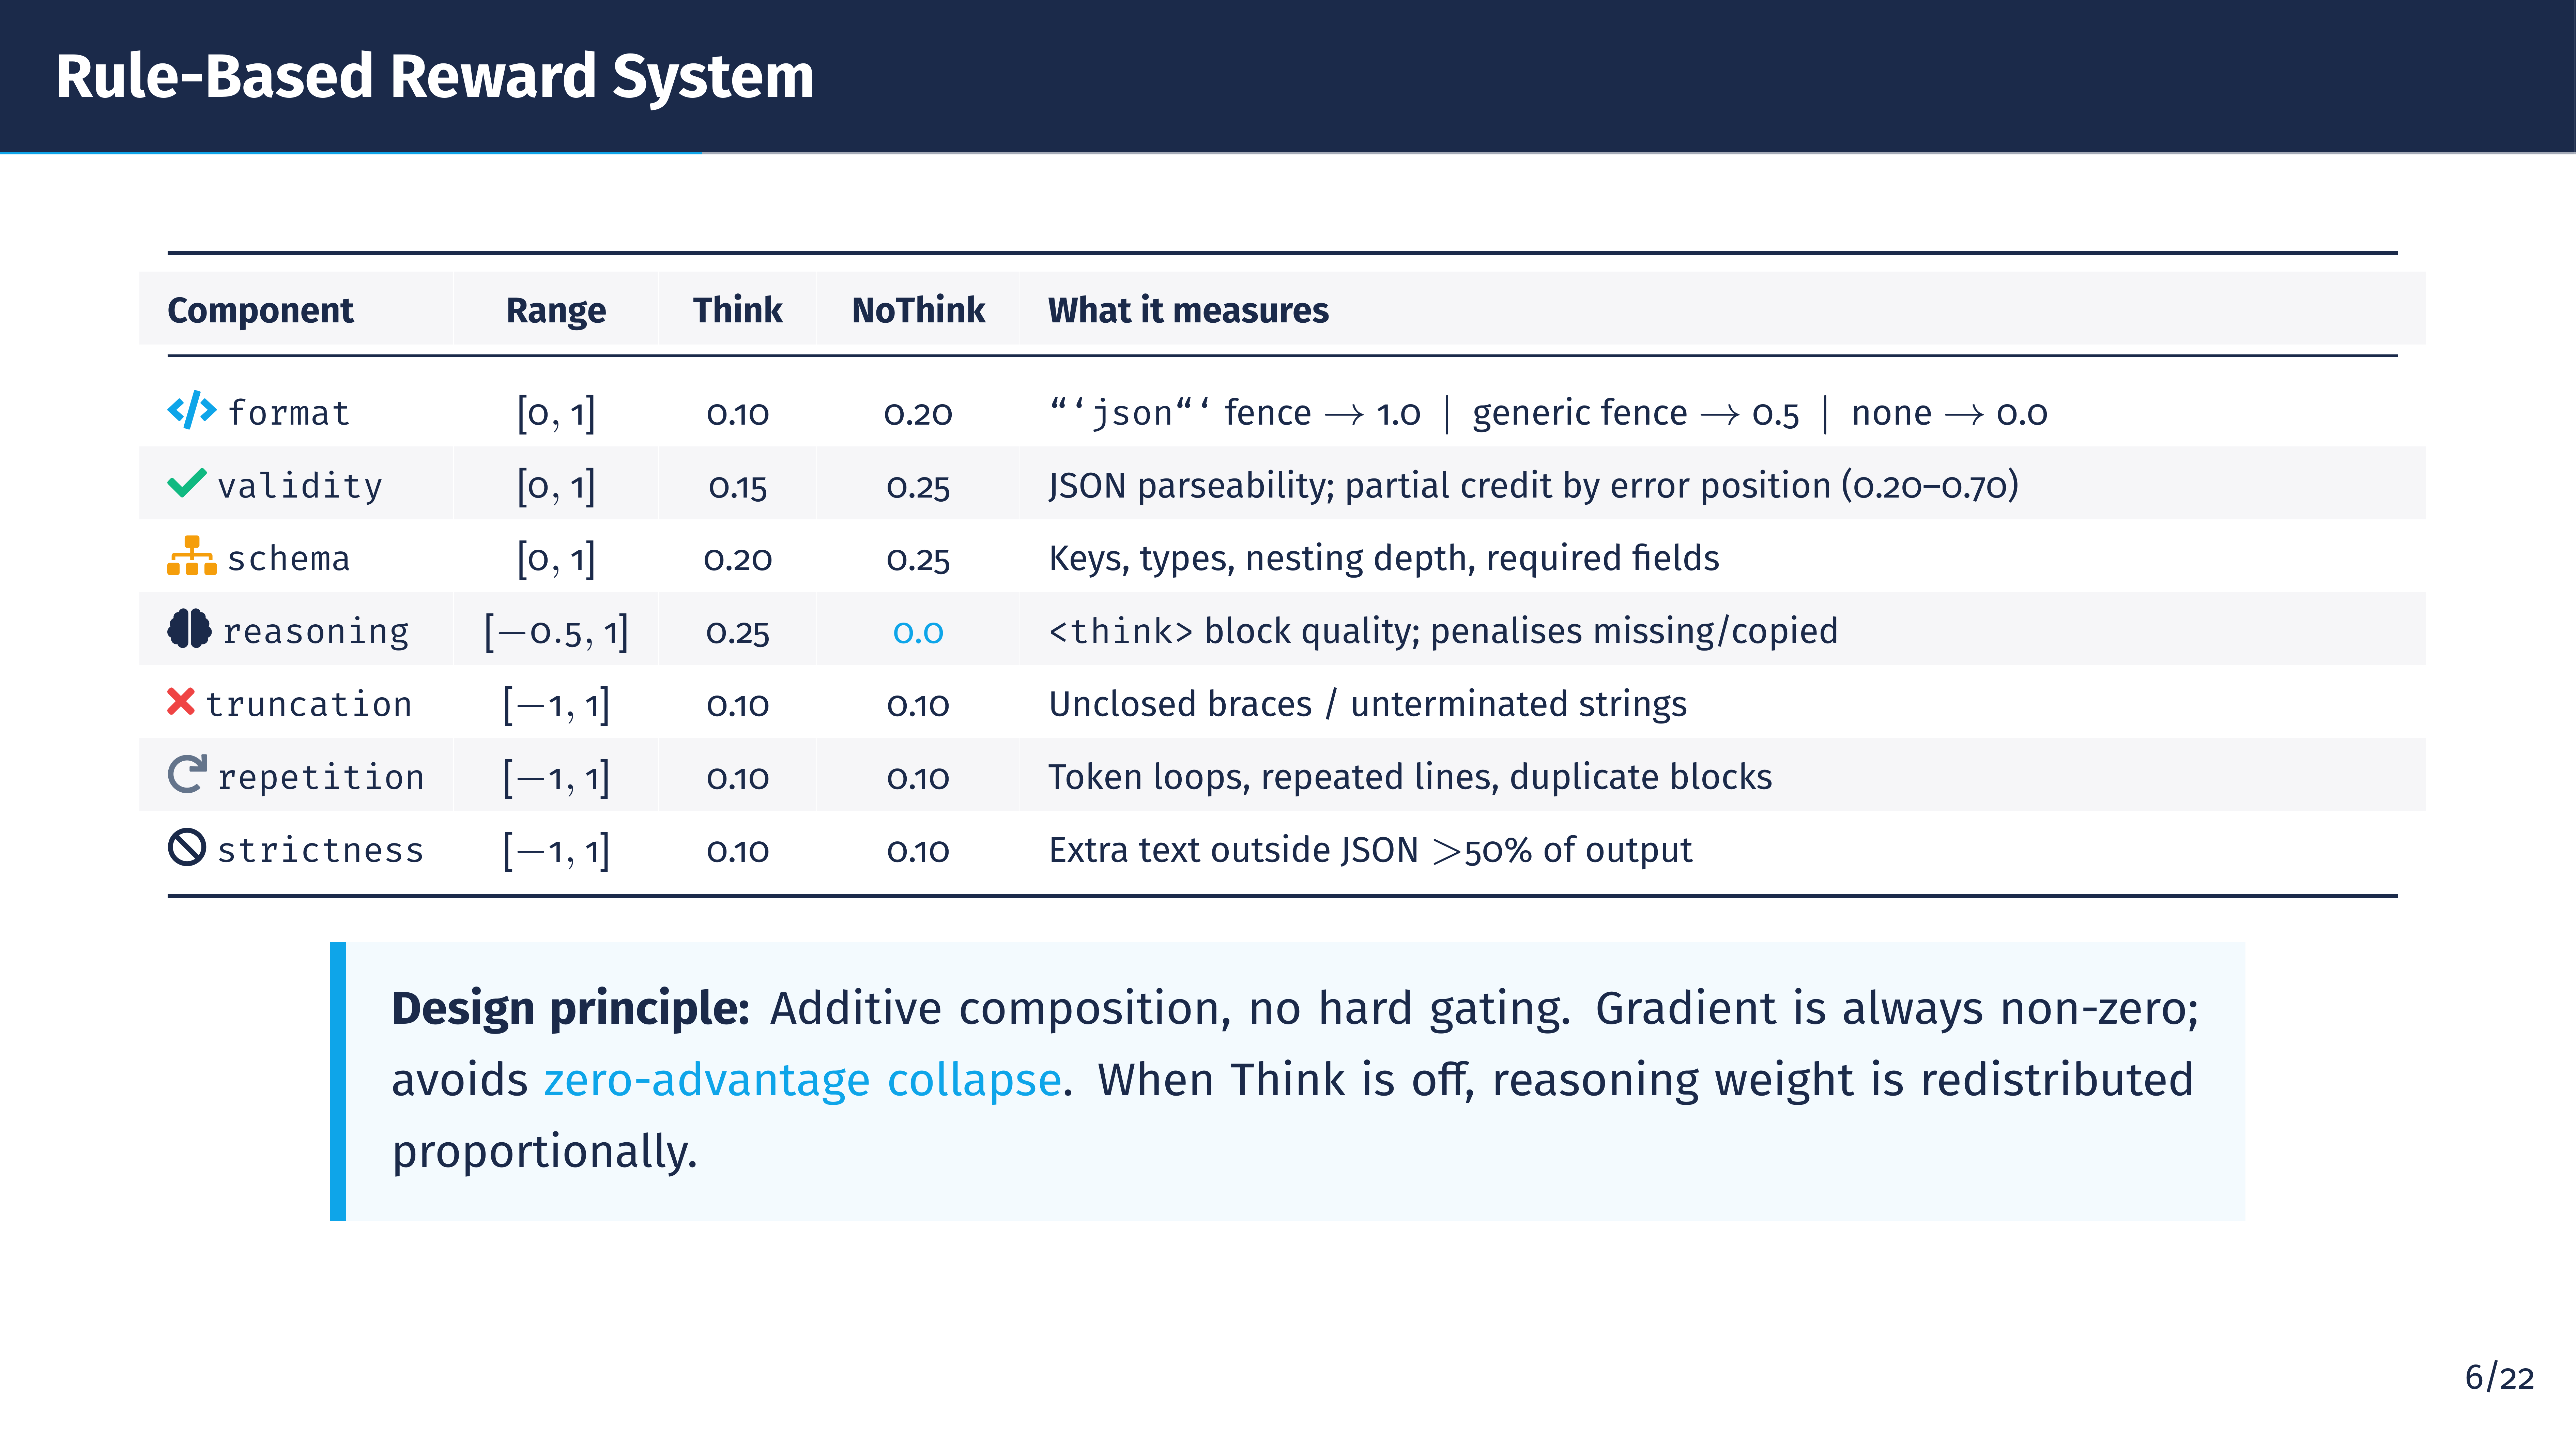 Rule-Based Reward System
Component Range Think NoThink What it measures
format [0, 1] 0.10 0.20 “‘json“‘ fence → 1.0 | generic fence → 0.5 | none → 0.0
validity [0, 1] 0.15 0.25 JSON parseability; partial credit by error position (0.20–0.70)
schema [0, 1] 0.20 0.25 Keys, types, nesting depth, required fields
reasoning [−0.5, 1] 0.25 0.0 <think> block quality; penalises missing/copied
truncation [−1, 1] 0.10 0.10 Unclosed braces / unterminated strings
repetition [−1, 1] 0.10 0.10 Token loops, repeated lines, duplicate blocks
strictness [−1, 1] 0.10 0.10 Extra text outside JSON >50% of output
Design principle: Additive composition, no hard gating. Gradient is always non-zero;
avoids zero-advantage collapse. When Think is off, reasoning weight is redistributed
proportionally.
6/22